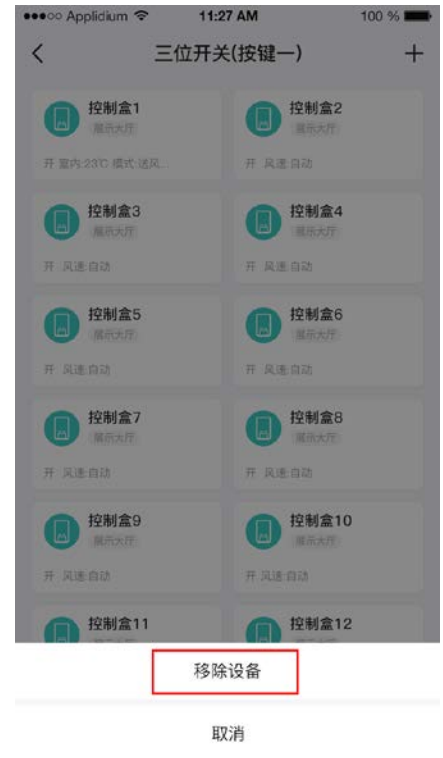 ●●●○○ Applidium 11:27 AM 100 %
三位开关(按键一)
控制盒1 控制盒2
展示大厅 展示大厅
开 室内:23℃ 模式:送风... 开 风速:自动
控制盒3 控制盒4
展示大厅 展示大厅
开 风速:自动 开 风速:自动
控制盒5 控制盒6
展示大厅 展示大厅
开 风速:自动 开 风速:自动
控制盒7 控制盒8
展示大厅 展示大厅
开 风速:自动 开 风速:自动
控制盒9 控制盒10
展示大厅 展示大厅
开 风速:自动 开 风速:自动
控制盒11 控制盒12
移除设备
取消